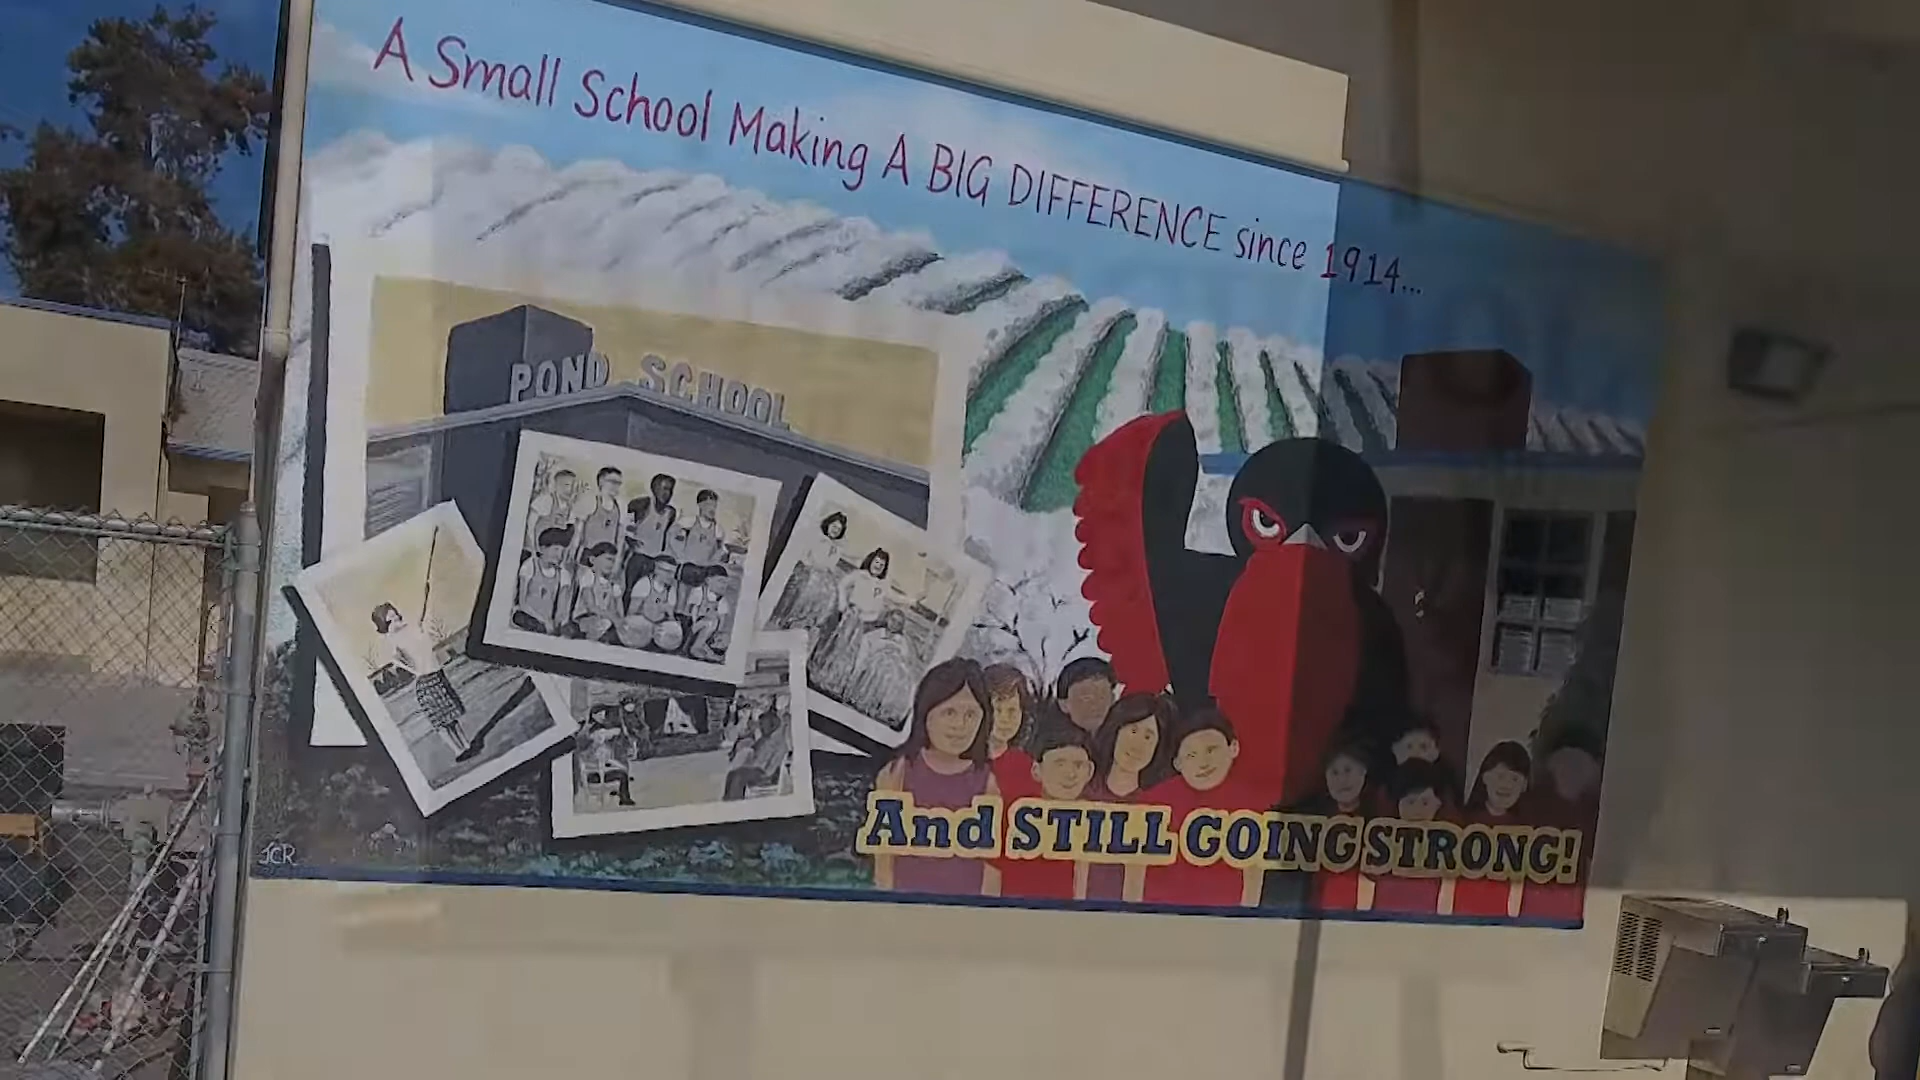 A Small School Making A BIG DIFFERENCE since 1914...
POND SCHOOL
And STILL GOING STRONG!
JCR